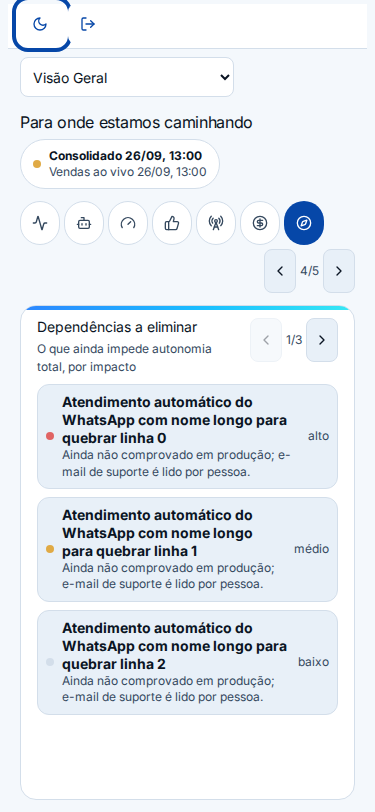 Visão Geral
Para onde estamos caminhando
Consolidado 26/09, 13:00
Vendas ao vivo 26/09, 13:00
4/5
Dependências a eliminar
O que ainda impede autonomia
total, por impacto
1/3
Atendimento automático do
WhatsApp com nome longo para
quebrar linha 0
Ainda não comprovado em produção; e-
mail de suporte é lido por pessoa.
alto
Atendimento automático do
WhatsApp com nome longo
para quebrar linha 1
Ainda não comprovado em produção;
e-mail de suporte é lido por pessoa.
médio
Atendimento automático do
WhatsApp com nome longo para
quebrar linha 2
Ainda não comprovado em produção;
e-mail de suporte é lido por pessoa.
baixo